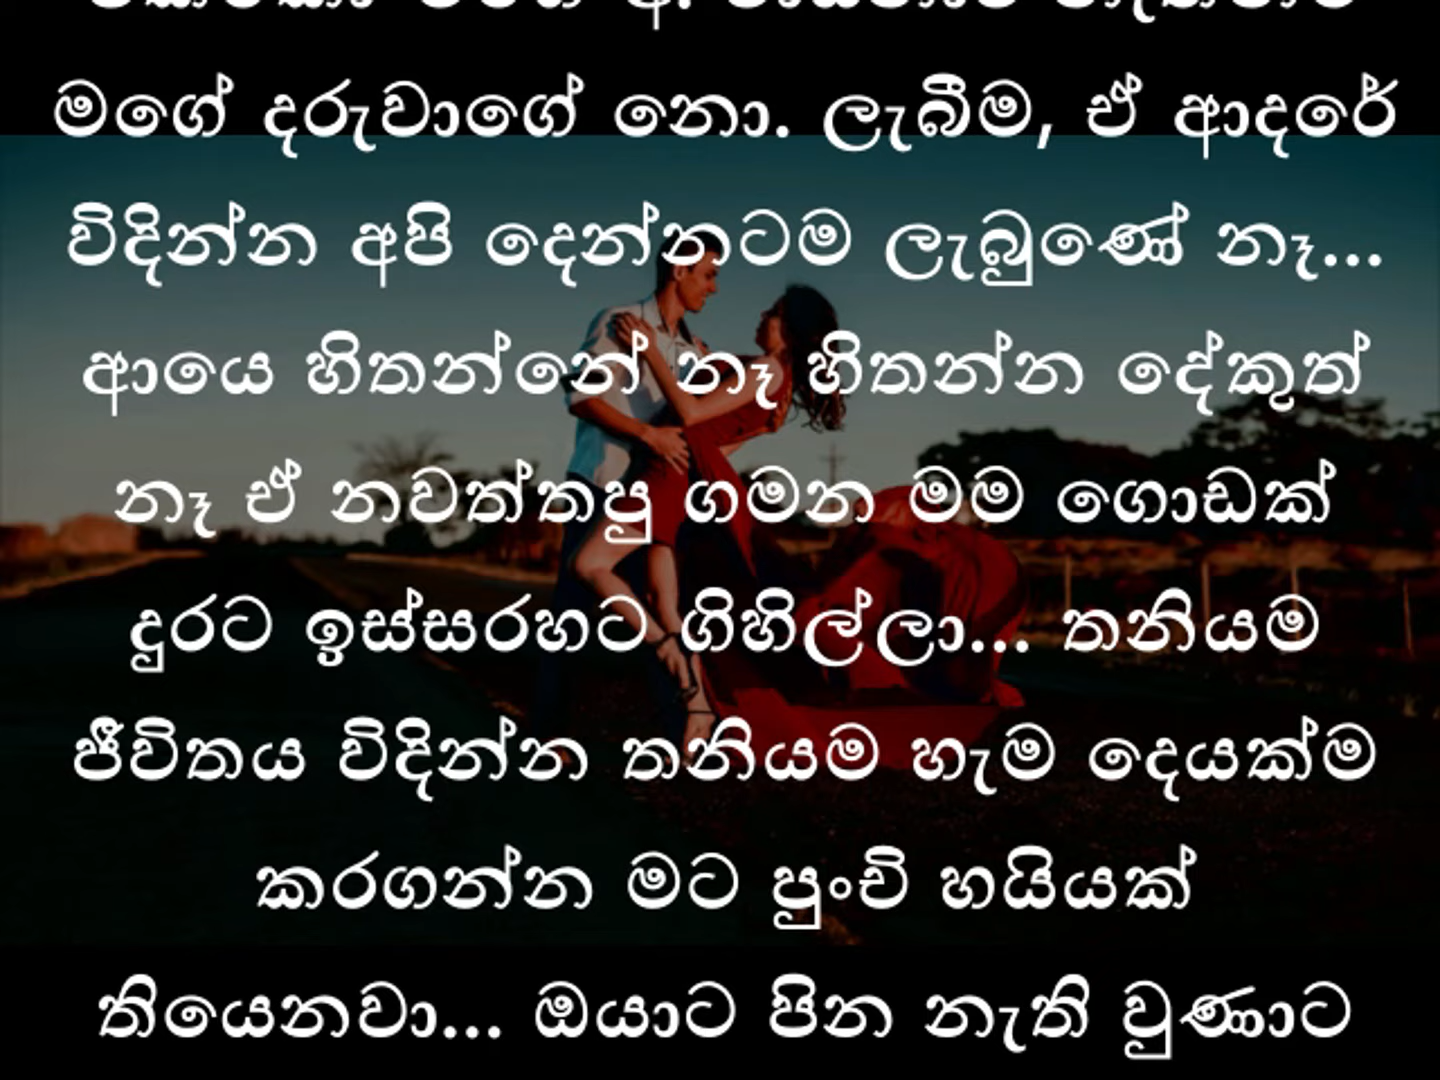 මගේ දරුවාගේ නො. ලැබීම, ඒ ආදරේ
විදින්න අපි දෙන්නටම ලැබුණේ නෑ...
ආයෙ හිතන්නේ නෑ හිතන්න දේකුත්
නෑ ඒ නවත්තපු ගමන මම ගොඩක්
දුරට ඉස්සරහට ගිහිල්ලා... තනියම
ජීවිතය විදින්න තනියම හැම දෙයක්ම
කරගන්න මට පුංචි හයියක්
තියෙනවා... ඔයාට පින නැති වුණාට